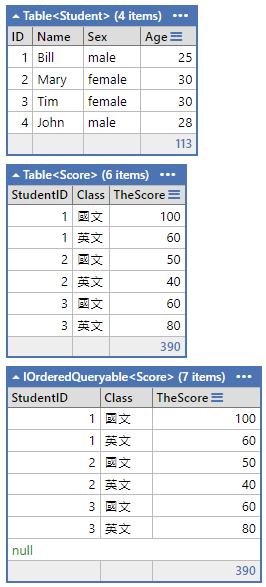 Table<Student> (4 items)
ID Name Sex Age
1 Bill male 25
2 Mary female 30
3 Tim female 30
4 John male 28
113
Table<Score> (6 items)
StudentID Class TheScore
1 國文 100
1 英文 60
2 國文 50
2 英文 40
3 國文 60
3 英文 80
390
IOrderedQueryable<Score> (7 items)
StudentID Class TheScore
1 國文 100
1 英文 60
2 國文 50
2 英文 40
3 國文 60
3 英文 80
null
390